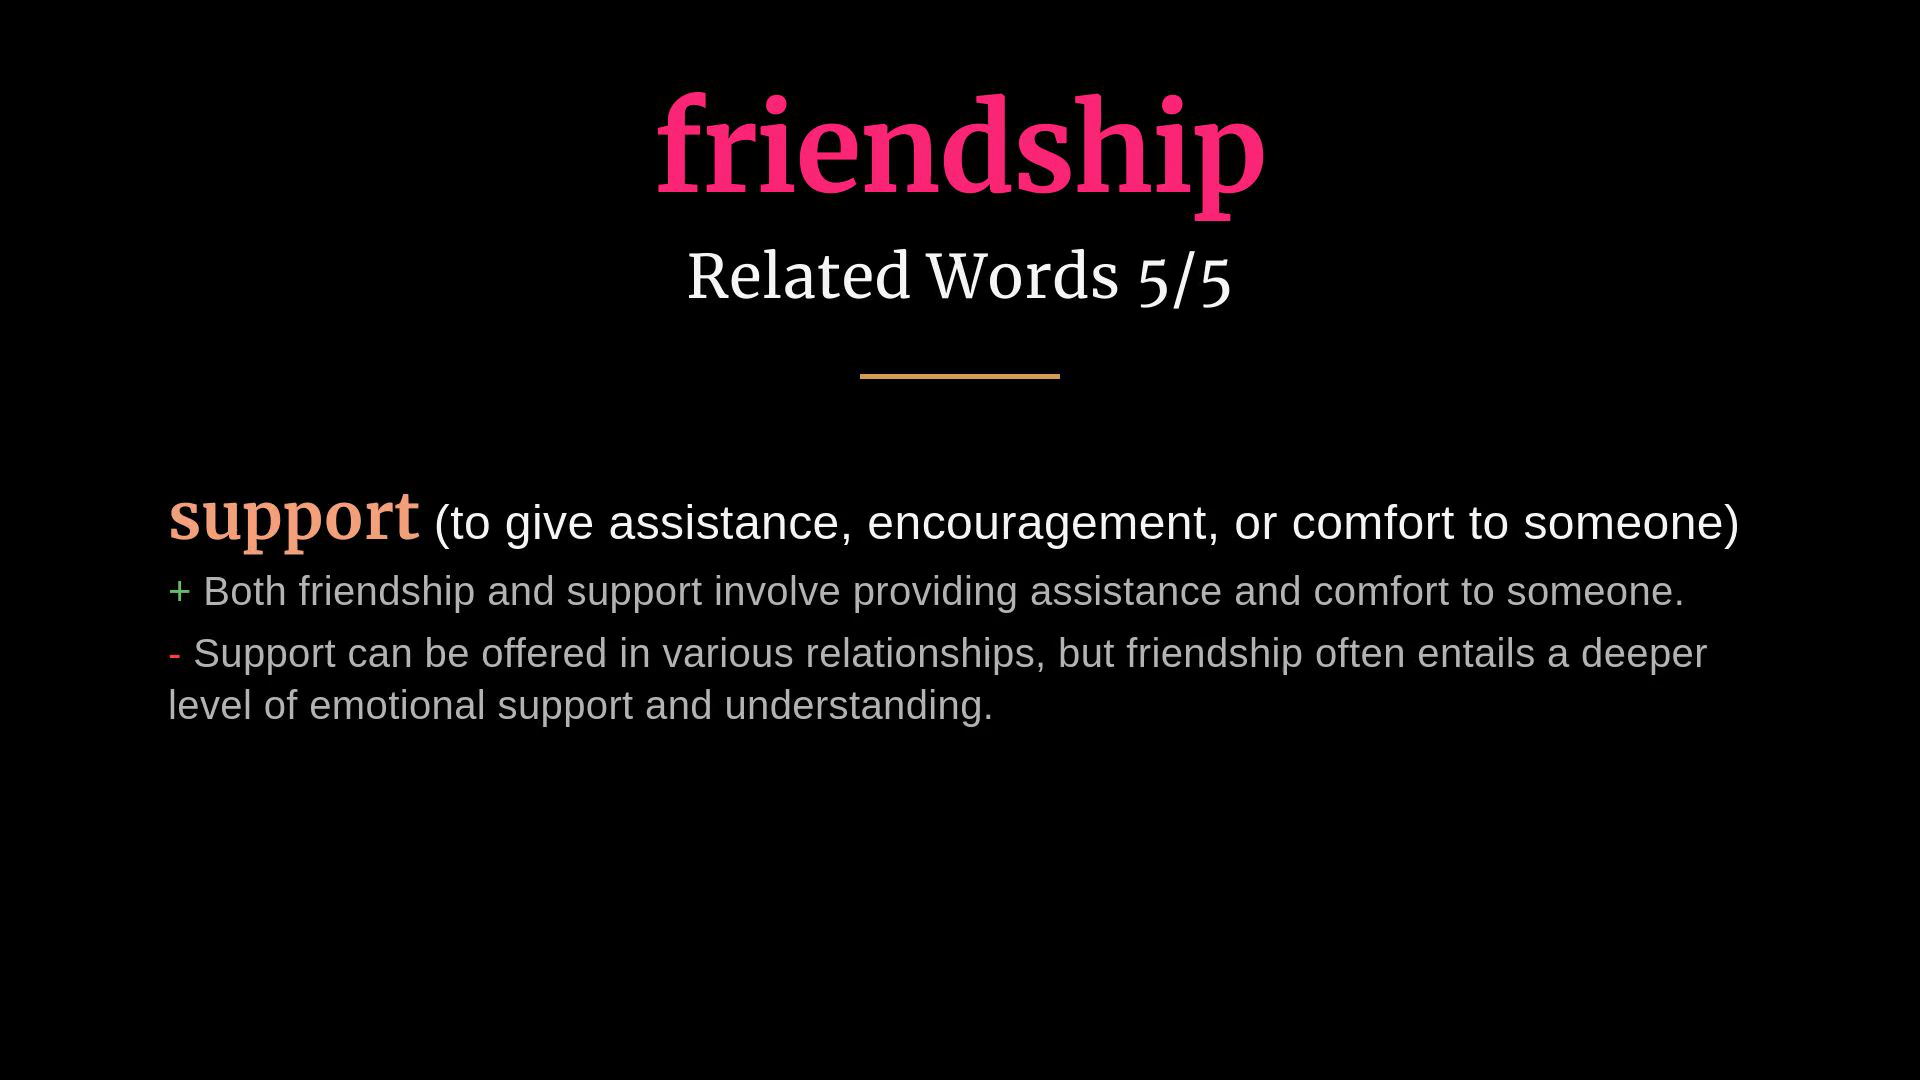 friendship
Related Words 5/5
support (to give assistance, encouragement, or comfort to someone)
+ Both friendship and support involve providing assistance and comfort to someone.
- Support can be offered in various relationships, but friendship often entails a deeper
level of emotional support and understanding.